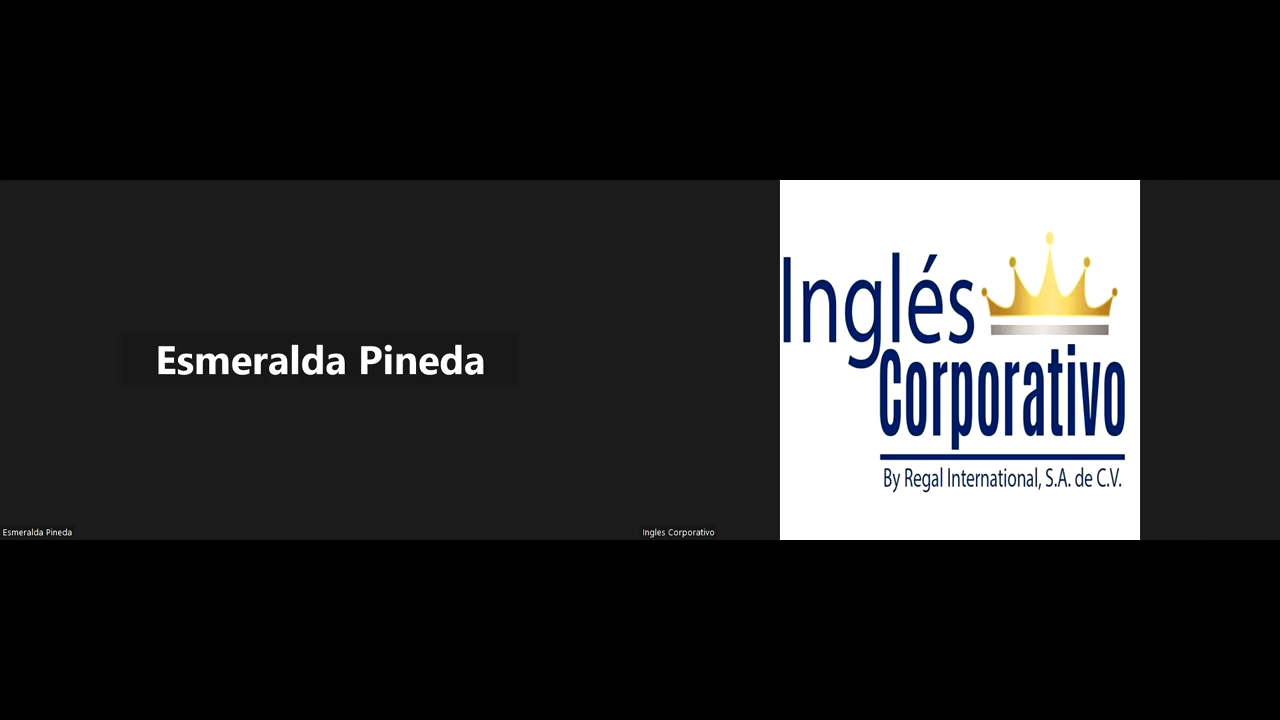 Esmeralda Pineda
Esmeralda Pineda
Inglés
Corporativo
By Regal International, S.A. de C.V.
Ingles Corporativo